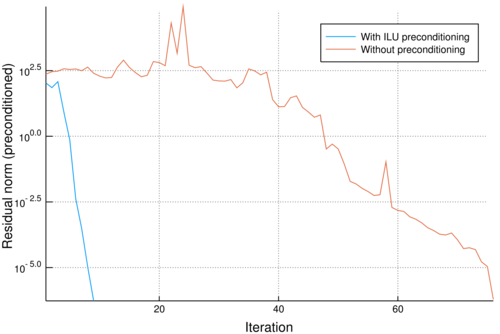 With ILU preconditioning
Without preconditioning
Residual norm (preconditioned)
10^2.5
10^0.0
10^-2.5
10^-5.0
20
40
60
Iteration